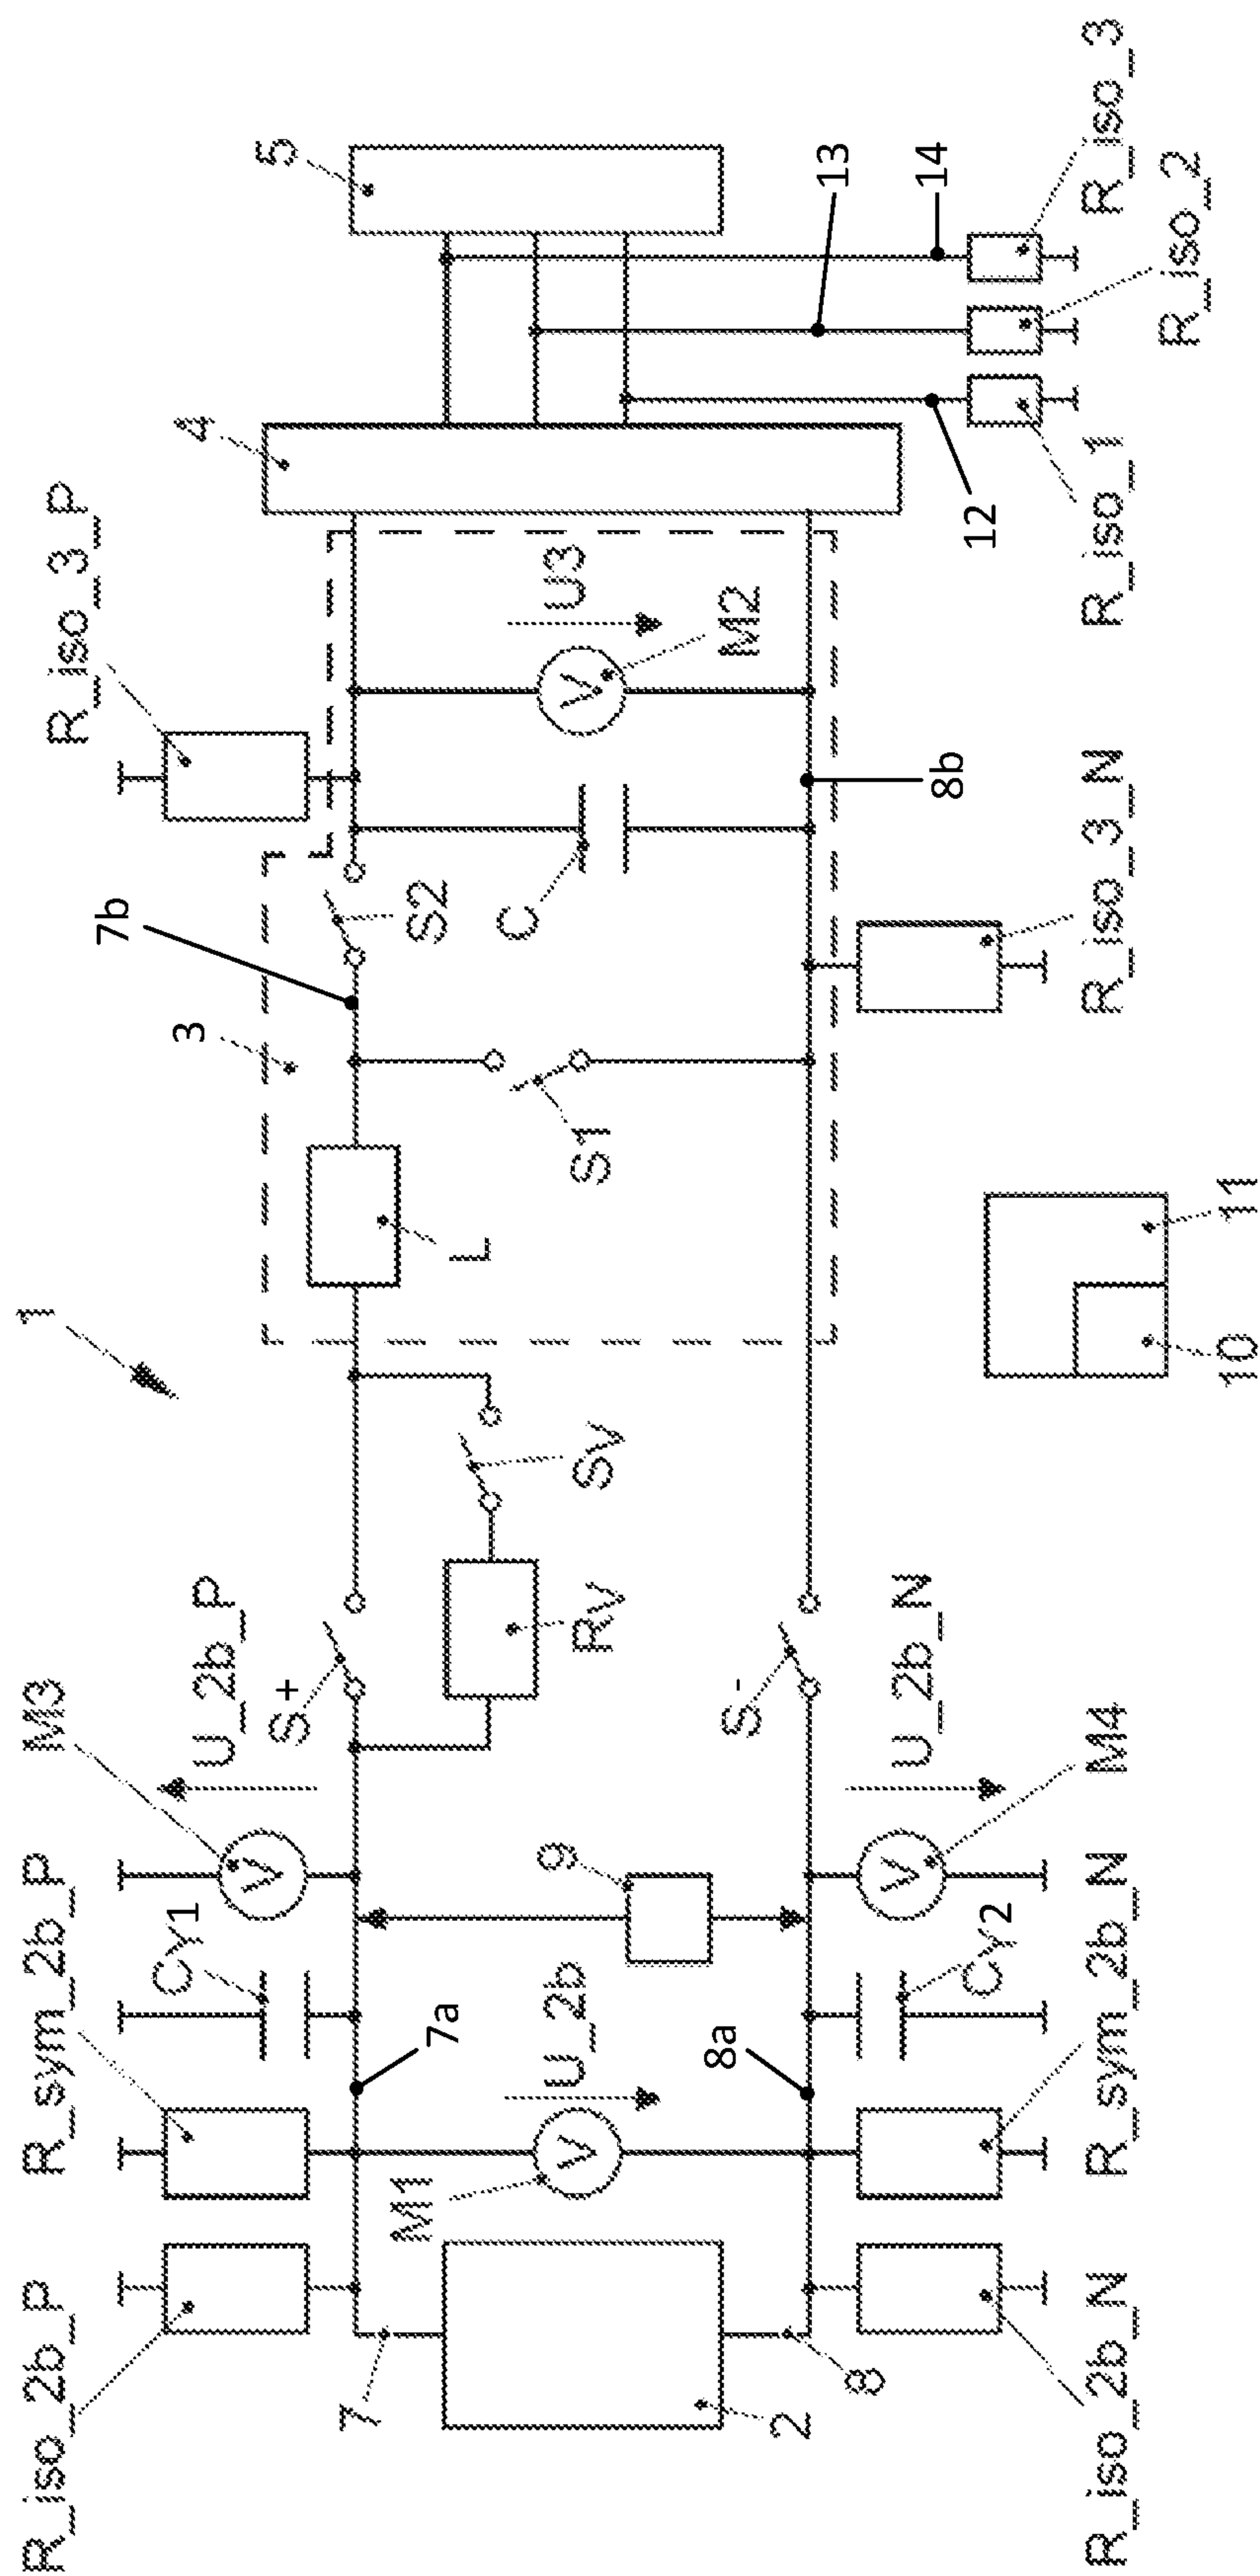 1
R_iso_2b_P
R_sym_2b_P
CY1
M3
U_2b_P
S+
3
7b
R_iso_3_P
4
5
7
7a
M1
U_2b
9
Rv
Sv
L
S1
S2
C
U3
M2
13
14
2
8
8a
S-
8b
12
R_iso_2b_N
R_sym_2b_N
CY2
M4
U_2b_N
10
11
R_iso_3_N
R_iso_1
R_iso_2
R_iso_3
V
V
V
V